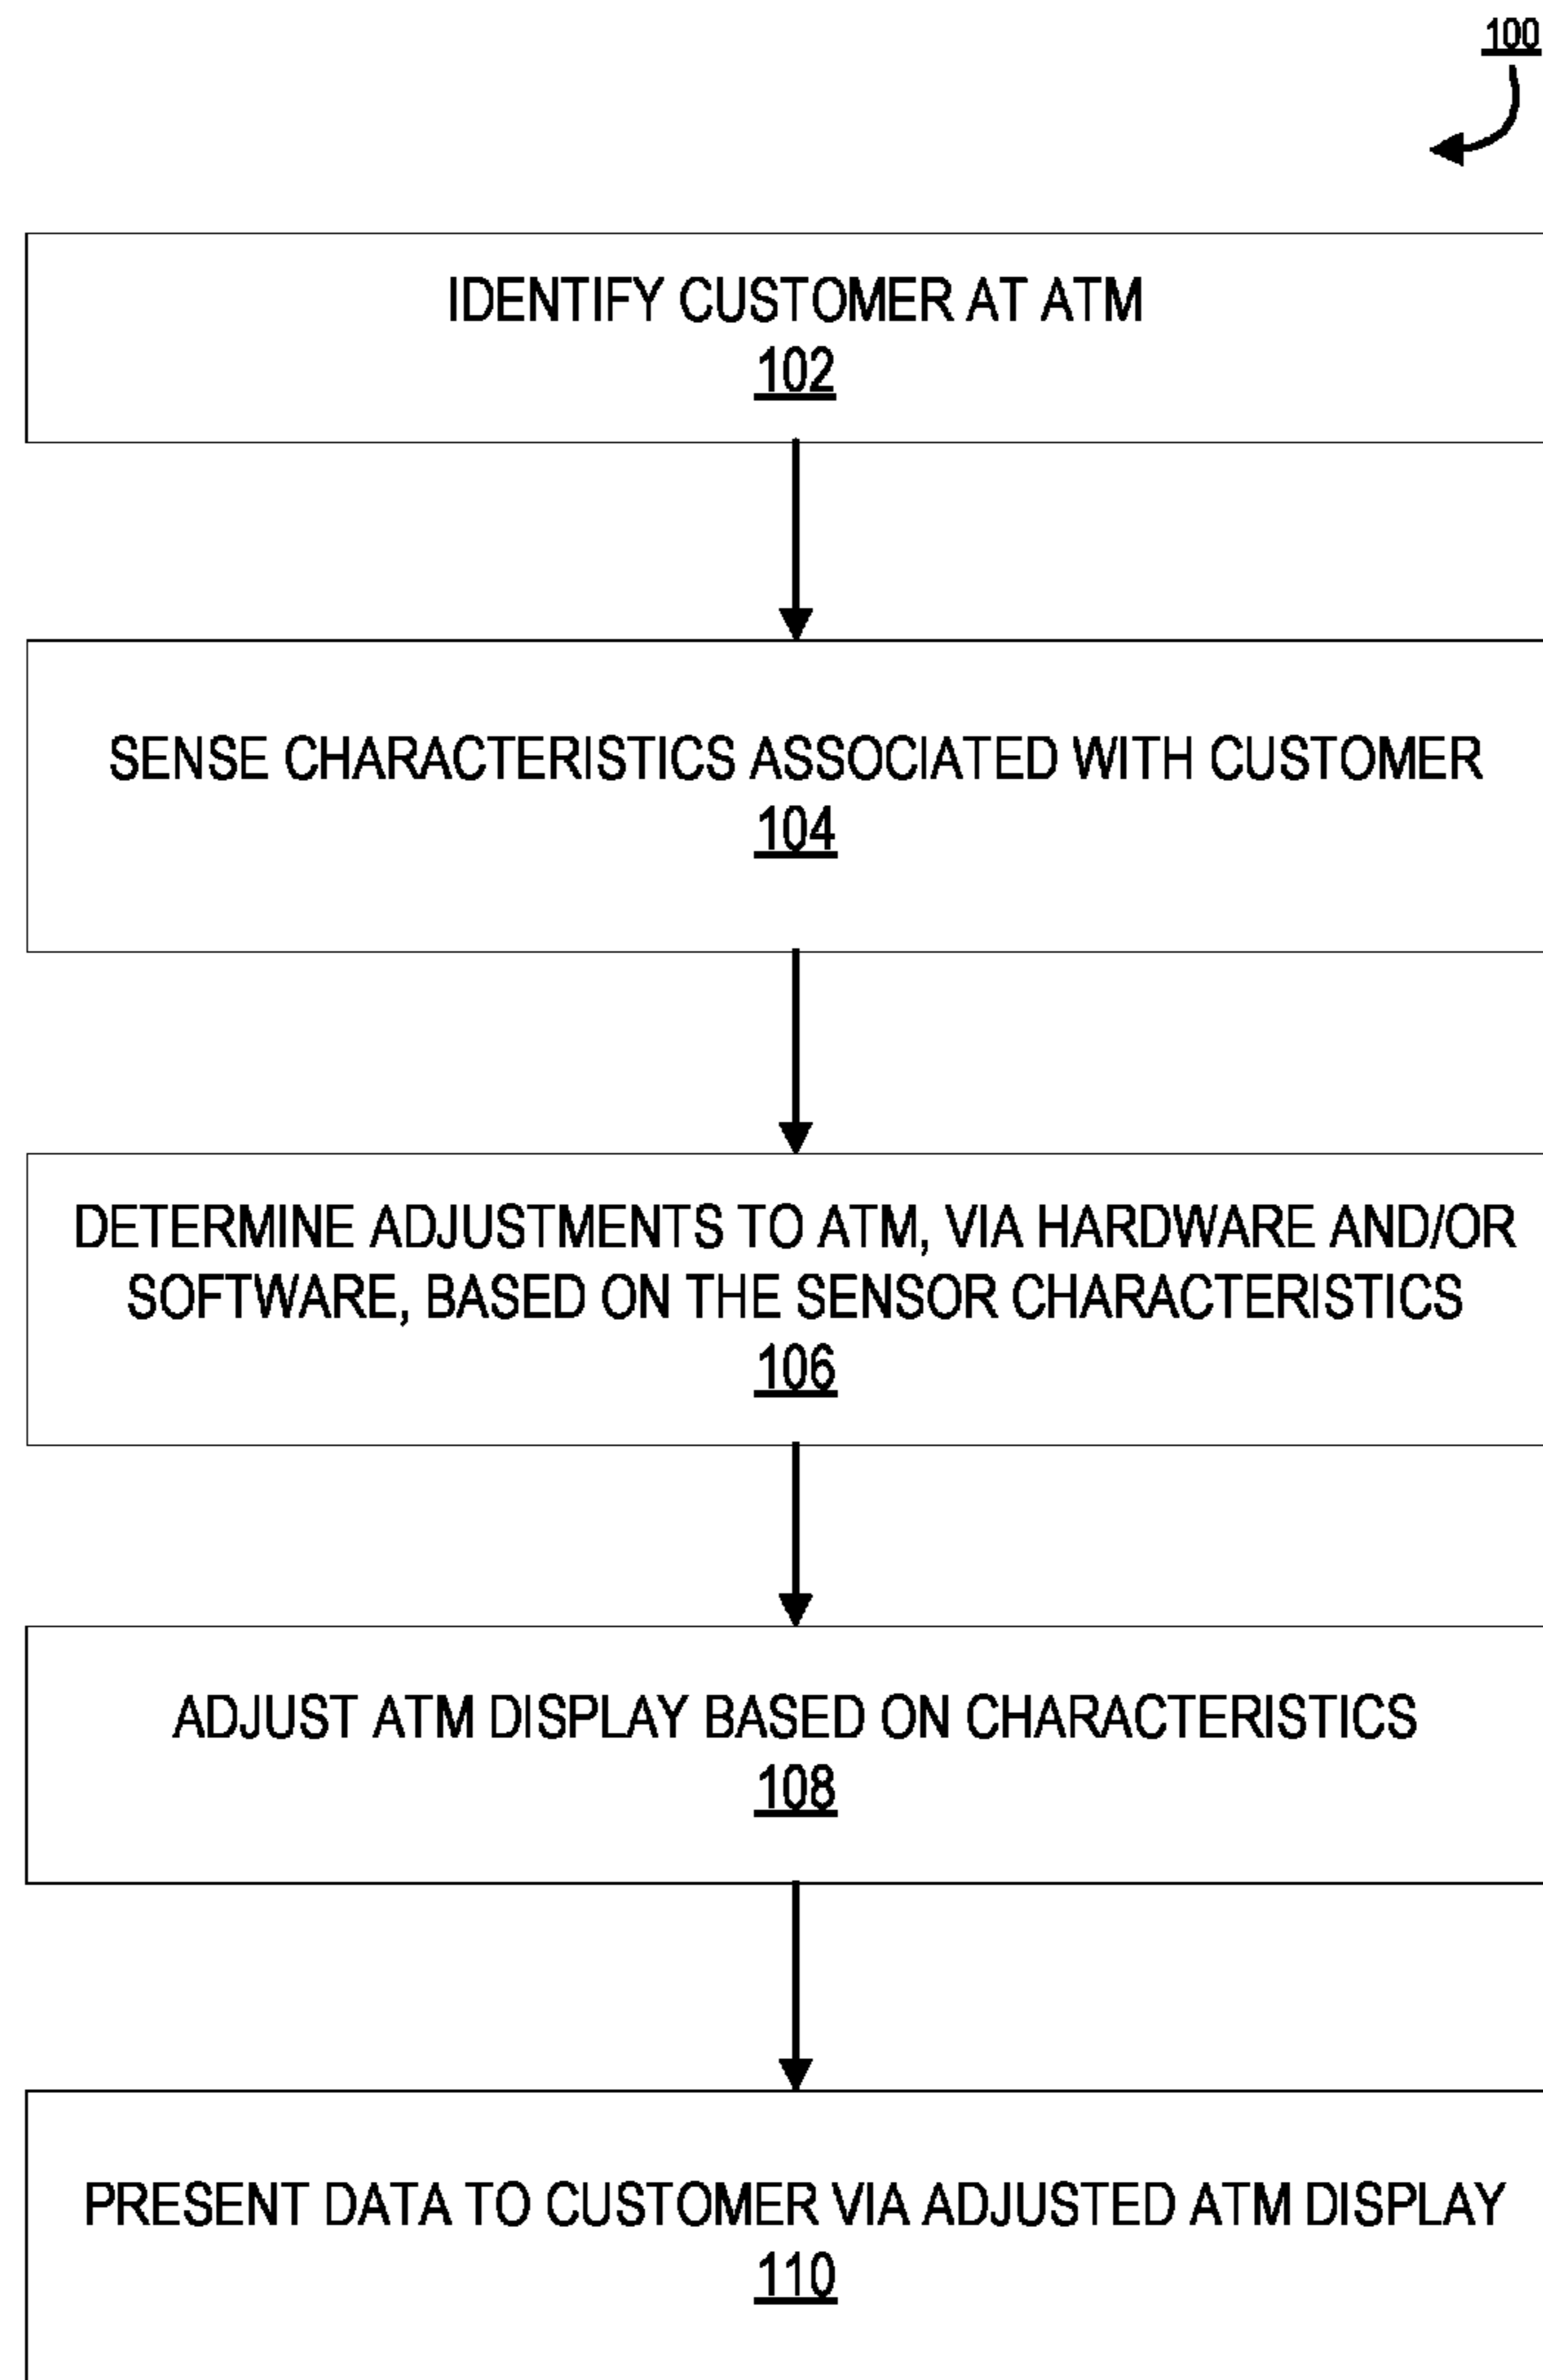 100
IDENTIFY CUSTOMER AT ATM
102
SENSE CHARACTERISTICS ASSOCIATED WITH CUSTOMER
104
DETERMINE ADJUSTMENTS TO ATM, VIA HARDWARE AND/OR
SOFTWARE, BASED ON THE SENSOR CHARACTERISTICS
106
ADJUST ATM DISPLAY BASED ON CHARACTERISTICS
108
PRESENT DATA TO CUSTOMER VIA ADJUSTED ATM DISPLAY
110